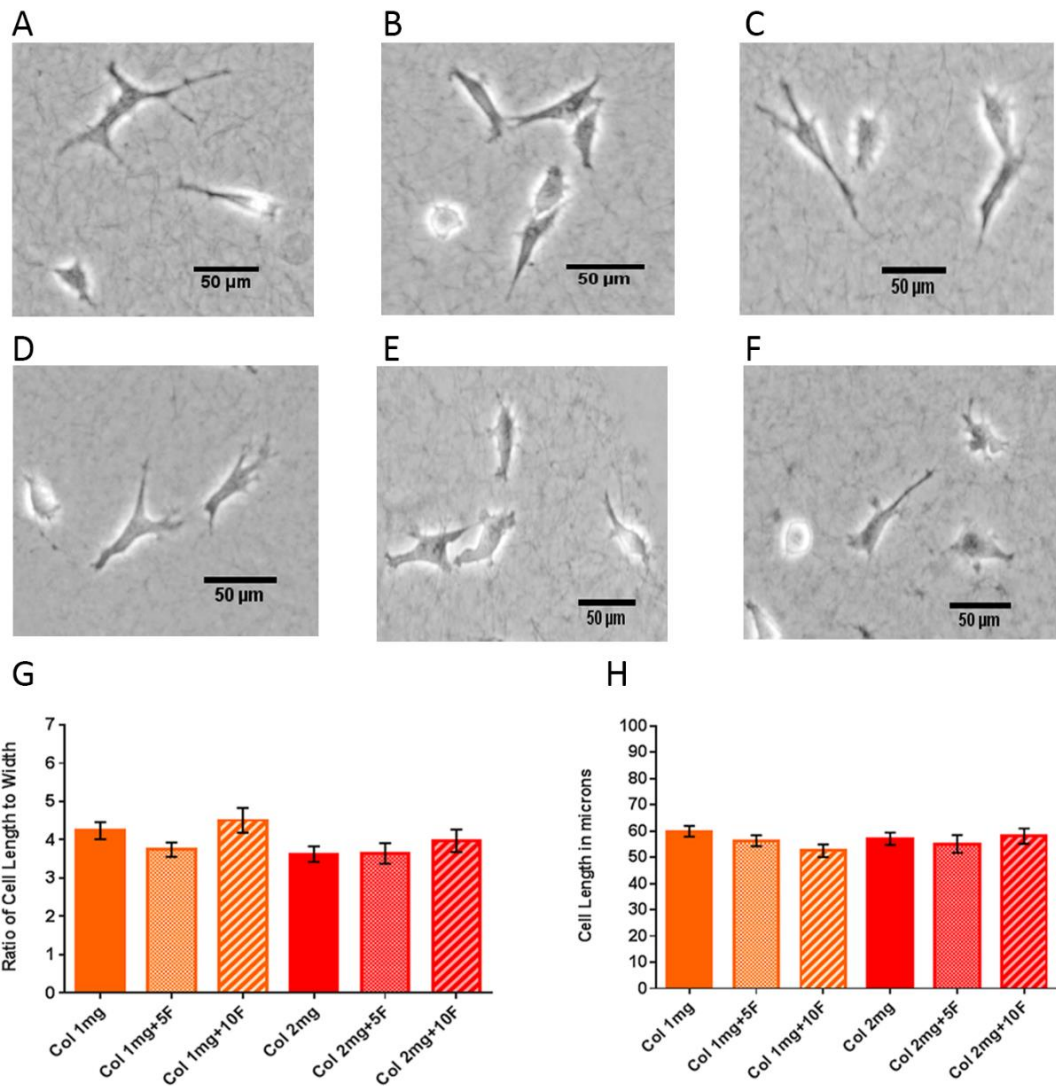 A
B
C
50 µm
50 µm
50 µm
D
E
F
50 µm
50 µm
50 µm
G
H
Ratio of Cell Length to Width
7
6
5
4
3
2
1
0
Col 1mg
Col 1mg+5F
Col 1mg+10F
Col 2mg
Col 2mg+5F
Col 2mg+10F
Cell Length in microns
100
90
80
70
60
50
40
30
20
10
0
Col 1mg
Col 1mg+5F
Col 1mg+10F
Col 2mg
Col 2mg+5F
Col 2mg+10F